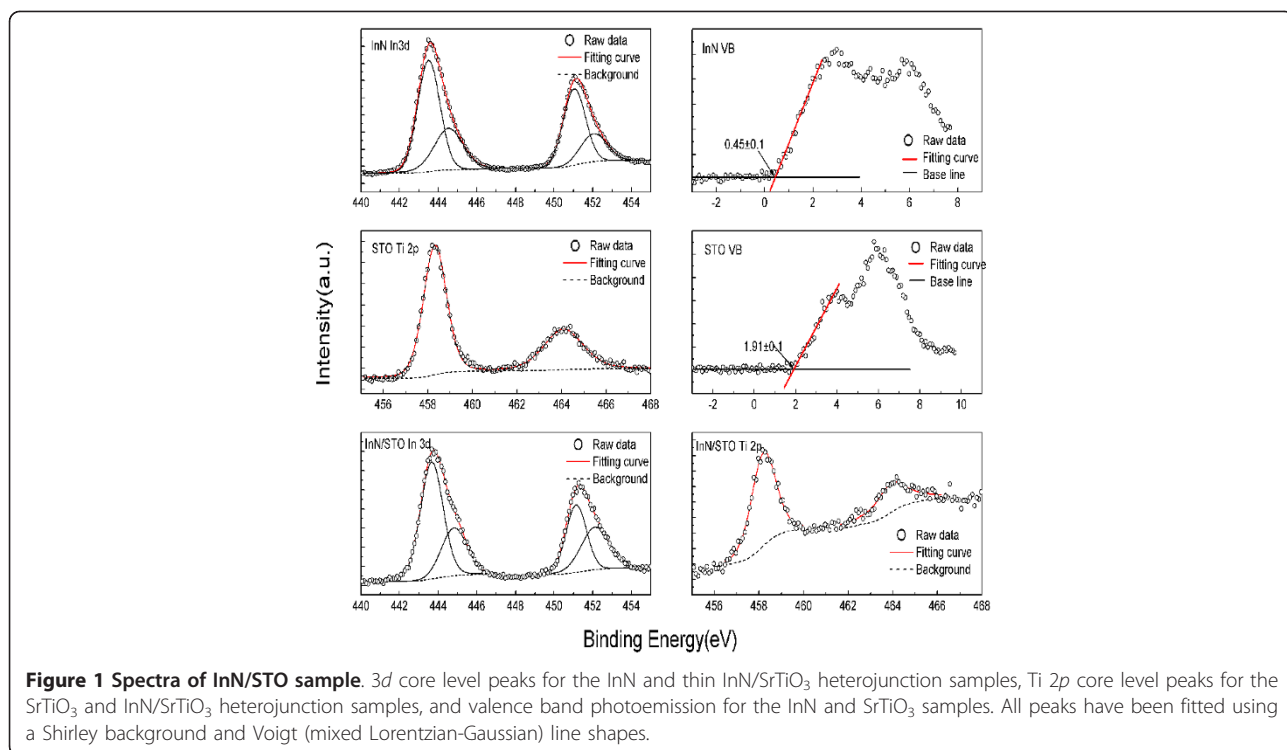 InN In3d
Raw data
Fitting curve
Background
440 442 444 446 448 450 452 454
InN VB
0.45±0.1
Raw data
Fitting curve
Base line
-2 0 2 4 6 8
STO Ti 2p
Raw data
Fitting curve
Background
456 458 460 462 464 466 468
STO VB
Raw data
Fitting curve
Base line
1.91±0.1
-2 0 2 4 6 8 10
Intensity(a.u.)
InN/STO In 3d
Raw data
Fitting curve
Background
440 442 444 446 448 450 452 454
InN/STO Ti 2p
Raw data
Fitting curve
Background
456 458 460 462 464 466 468
Binding Energy(eV)
Figure 1 Spectra of InN/STO sample. 3d core level peaks for the InN and thin InN/SrTiO₃ heterojunction samples, Ti 2p core level peaks for the
SrTiO₃ and InN/SrTiO₃ heterojunction samples, and valence band photoemission for the InN and SrTiO₃ samples. All peaks have been fitted using
a Shirley background and Voigt (mixed Lorentzian-Gaussian) line shapes.